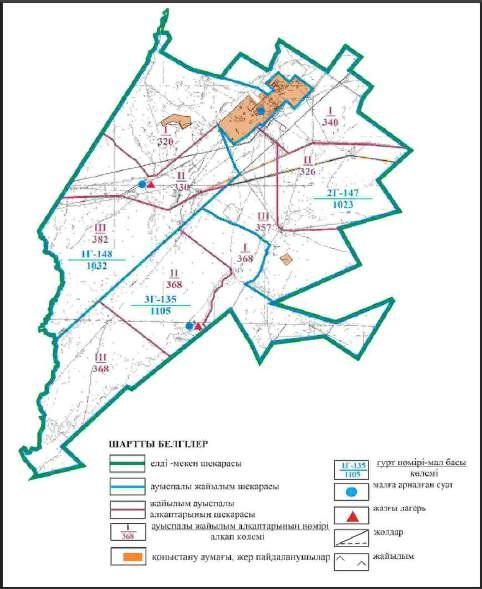 I
320
I
340
II
330
II
326
2Г-147
1023
III
382
1Г-148
1032
III
357
I
368
II
368
3Г-135
1105
III
368
ШАРТТЫ БЕЛГІЛЕР
елді -мекен шекарасы
ауыспалы жайылым шекарасы
жайылым ауыспалы
алқаптарының шекарасы
I
368
ауыспалы жайылым алқаптарының нөмірі
алқап көлемі
қоныстану аумағы, жер пайдаланушылар
1Г-135
1105
гурт нөмірі-мал басы
көлемі
малға арналған суат
жазғы лагерь
жолдар
жайылым